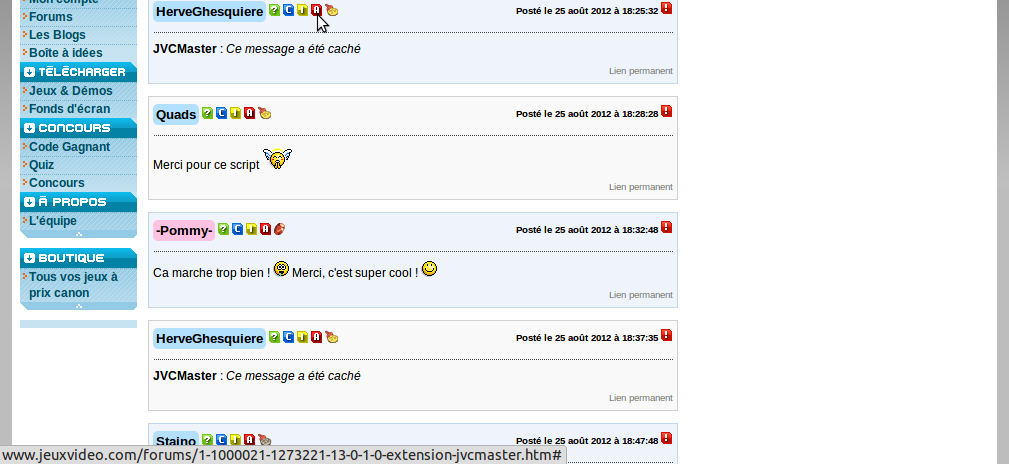 Mon compte
Forums
Les Blogs
Boîte à idées
TÉLÉCHARGER
Jeux & Démos
Fonds d'écran
CONCOURS
Code Gagnant
Quiz
Concours
À PROPOS
L'équipe
BOUTIQUE
Tous vos jeux à
prix canon
HerveGhesquiere ? C J A Posté le 25 août 2012 à 18:25:32 !
JVCMaster : Ce message a été caché
Lien permanent
Quads ? C J A Posté le 25 août 2012 à 18:28:28 !
Merci pour ce script
Lien permanent
-Pommy- ? C J A Posté le 25 août 2012 à 18:32:48 !
Ca marche trop bien ! Merci, c'est super cool !
Lien permanent
HerveGhesquiere ? C J A Posté le 25 août 2012 à 18:37:35 !
JVCMaster : Ce message a été caché
Lien permanent
Staino ? C J A Posté le 25 août 2012 à 18:47:48 !
www.jeuxvideo.com/forums/1-1000021-1273221-13-0-1-0-extension-jvcmaster.htm#